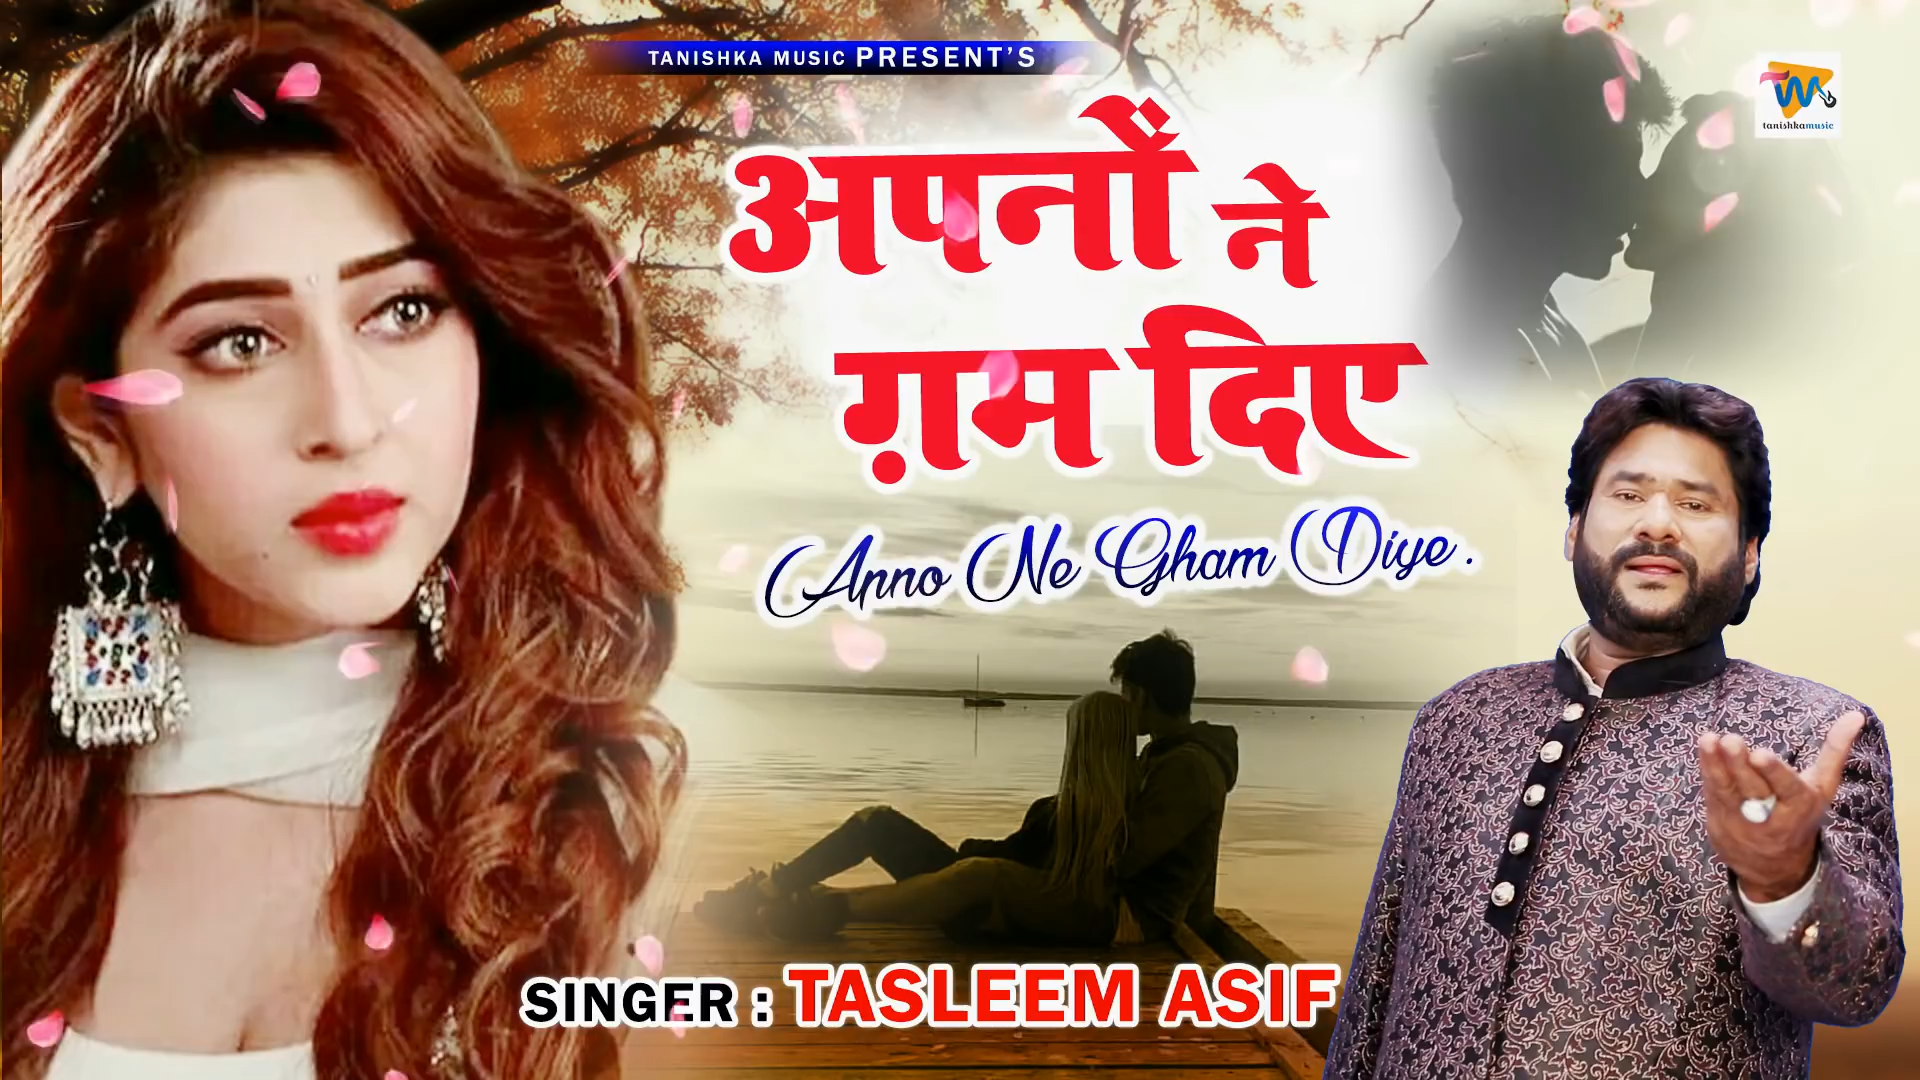 TANISHKA MUSIC PRESENT'S
tanishkamusic
अपनों ने
ग़म दिए
Apno Ne Gham Diye.
SINGER : TASLEEM ASIF